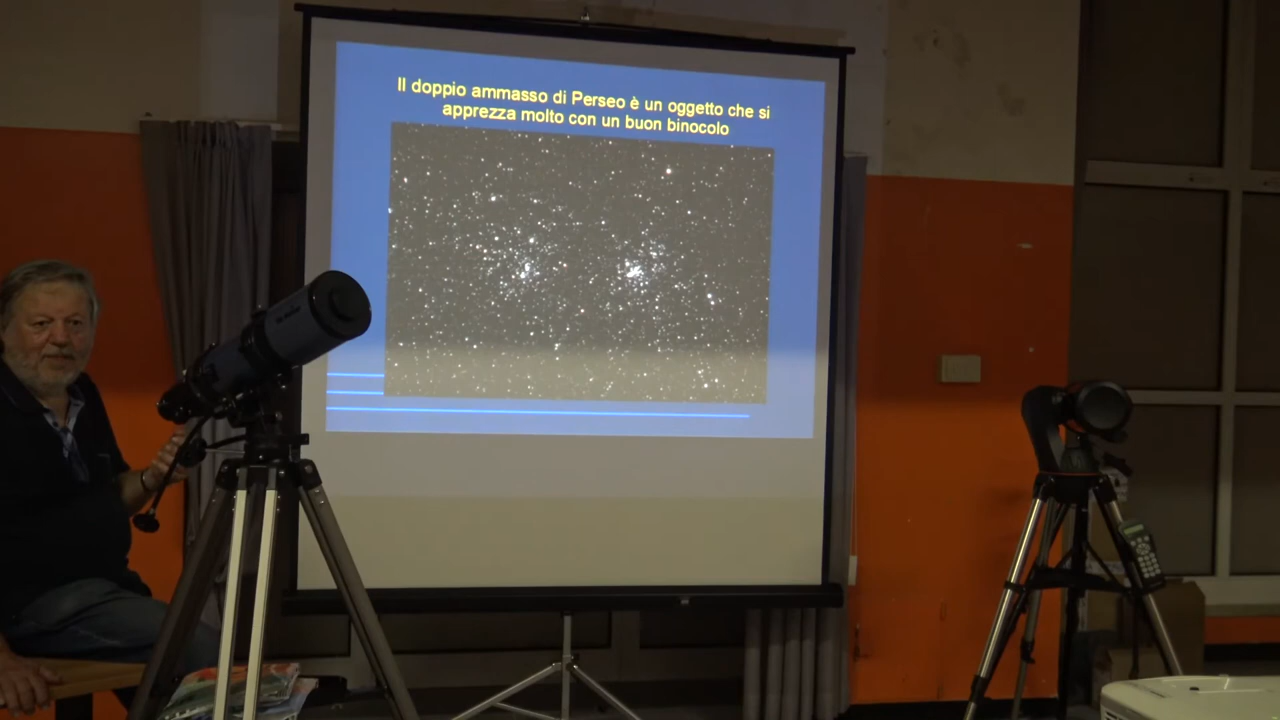 Il doppio ammasso di Perseo è un oggetto che si
apprezza molto con un buon binocolo